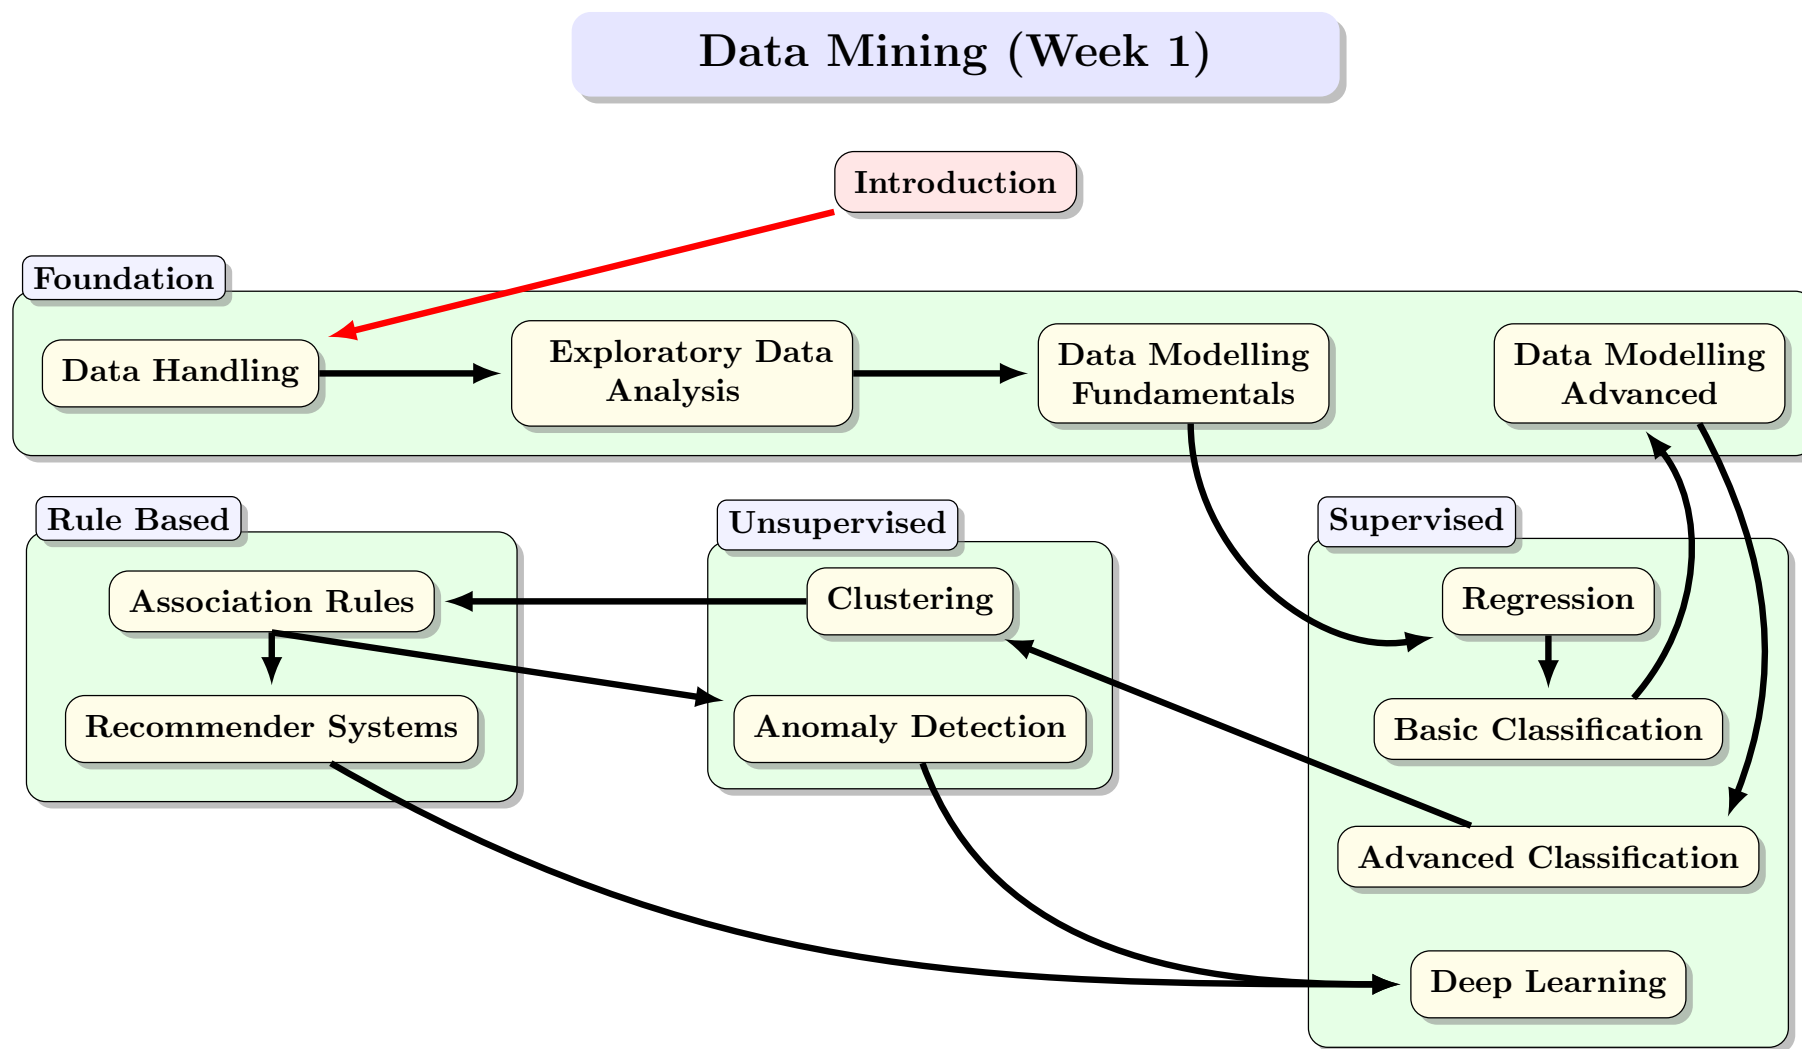 Data Mining (Week 1)
Introduction
Foundation
Data Handling
Exploratory Data
Analysis
Data Modelling
Fundamentals
Data Modelling
Advanced
Rule Based
Association Rules
Recommender Systems
Unsupervised
Clustering
Anomaly Detection
Supervised
Regression
Basic Classification
Advanced Classification
Deep Learning